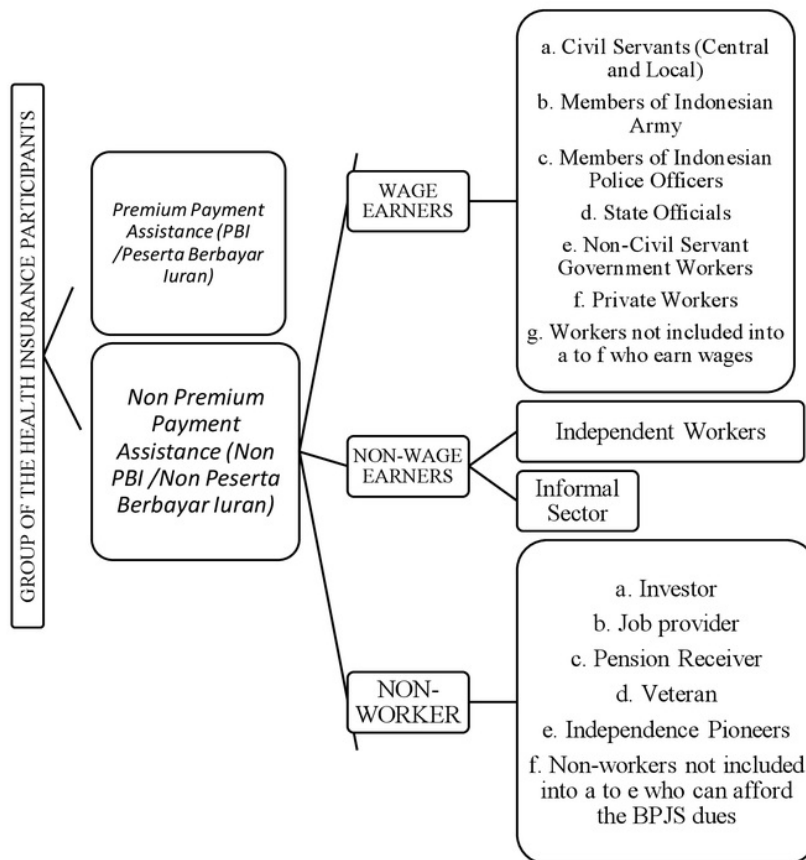 GROUP OF THE HEALTH INSURANCE PARTICIPANTS
Premium Payment
Assistance (PBI
/Peserta Berbayar
Iuran)
Non Premium
Payment
Assistance (Non
PBI /Non Peserta
Berbayar Iuran)
WAGE
EARNERS
a. Civil Servants (Central
and Local)
b. Members of Indonesian
Army
c. Members of Indonesian
Police Officers
d. State Officials
e. Non-Civil Servant
Government Workers
f. Private Workers
g. Workers not included into
a to f who earn wages
NON-WAGE
EARNERS
Independent Workers
Informal
Sector
NON-
WORKER
a. Investor
b. Job provider
c. Pension Receiver
d. Veteran
e. Independence Pioneers
f. Non-workers not included
into a to e who can afford
the BPJS dues